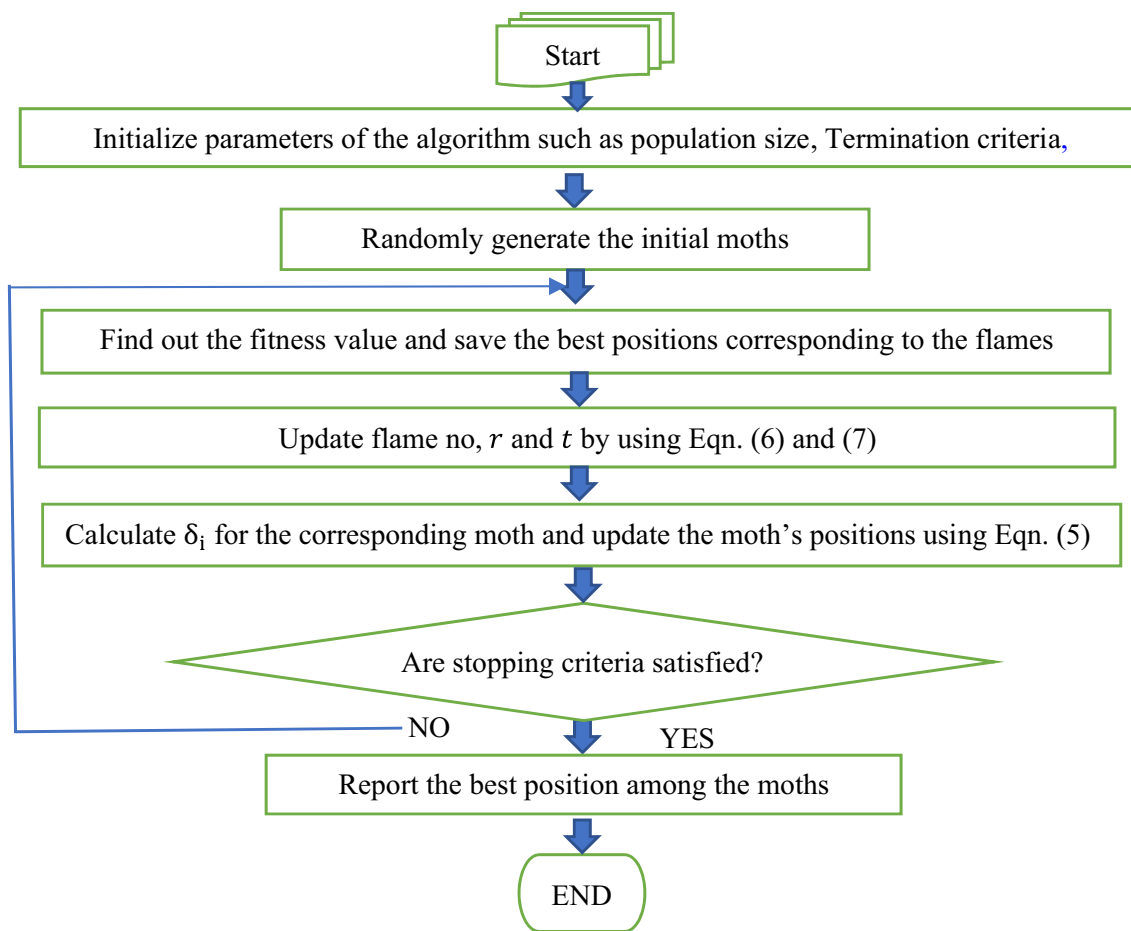 Start
Initialize parameters of the algorithm such as population size, Termination criteria,
Randomly generate the initial moths
Find out the fitness value and save the best positions corresponding to the flames
Update flame no, 𝑟 and 𝑡 by using Eqn. (6) and (7)
Calculate δᵢ for the corresponding moth and update the moth’s positions using Eqn. (5)
Are stopping criteria satisfied?
NO
YES
Report the best position among the moths
END